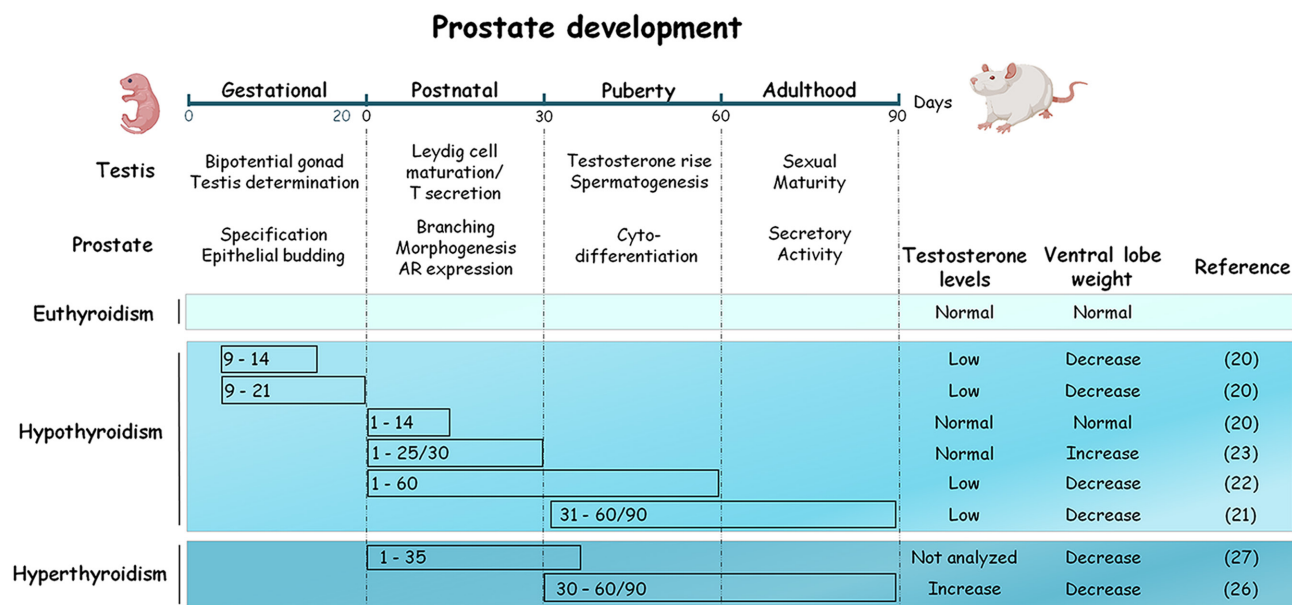 Prostate development
Gestational Postnatal Puberty Adulthood
0 20 0 30 60 90 Days
Testis
Bipotential gonad
Testis determination
Leydig cell
maturation/
T secretion
Testosterone rise
Spermatogenesis
Sexual
Maturity
Prostate
Specification
Epithelial budding
Branching
Morphogenesis
AR expression
Cyto-
differentiation
Secretory
Activity
Testosterone
levels
Ventral lobe
weight
Reference
Euthyroidism Normal Normal
Hypothyroidism
9 - 14 Low Decrease (20)
9 - 21 Low Decrease (20)
1 - 14 Normal Normal (20)
1 - 25/30 Normal Increase (23)
1 - 60 Low Decrease (22)
31 - 60/90 Low Decrease (21)
Hyperthyroidism
1 - 35 Not analyzed Decrease (27)
30 - 60/90 Increase Decrease (26)